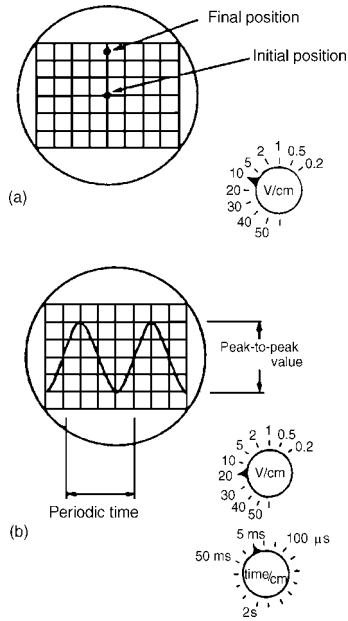 Final position
Initial position
1
2
0.5
5
0.2
10
20
V/cm
30
40
50
(a)
Peak-to-peak
value
Periodic time
1
2
0.5
5
0.2
10
20
V/cm
30
40
50
(b)
5 ms
100 μs
50 ms
time/cm
2s